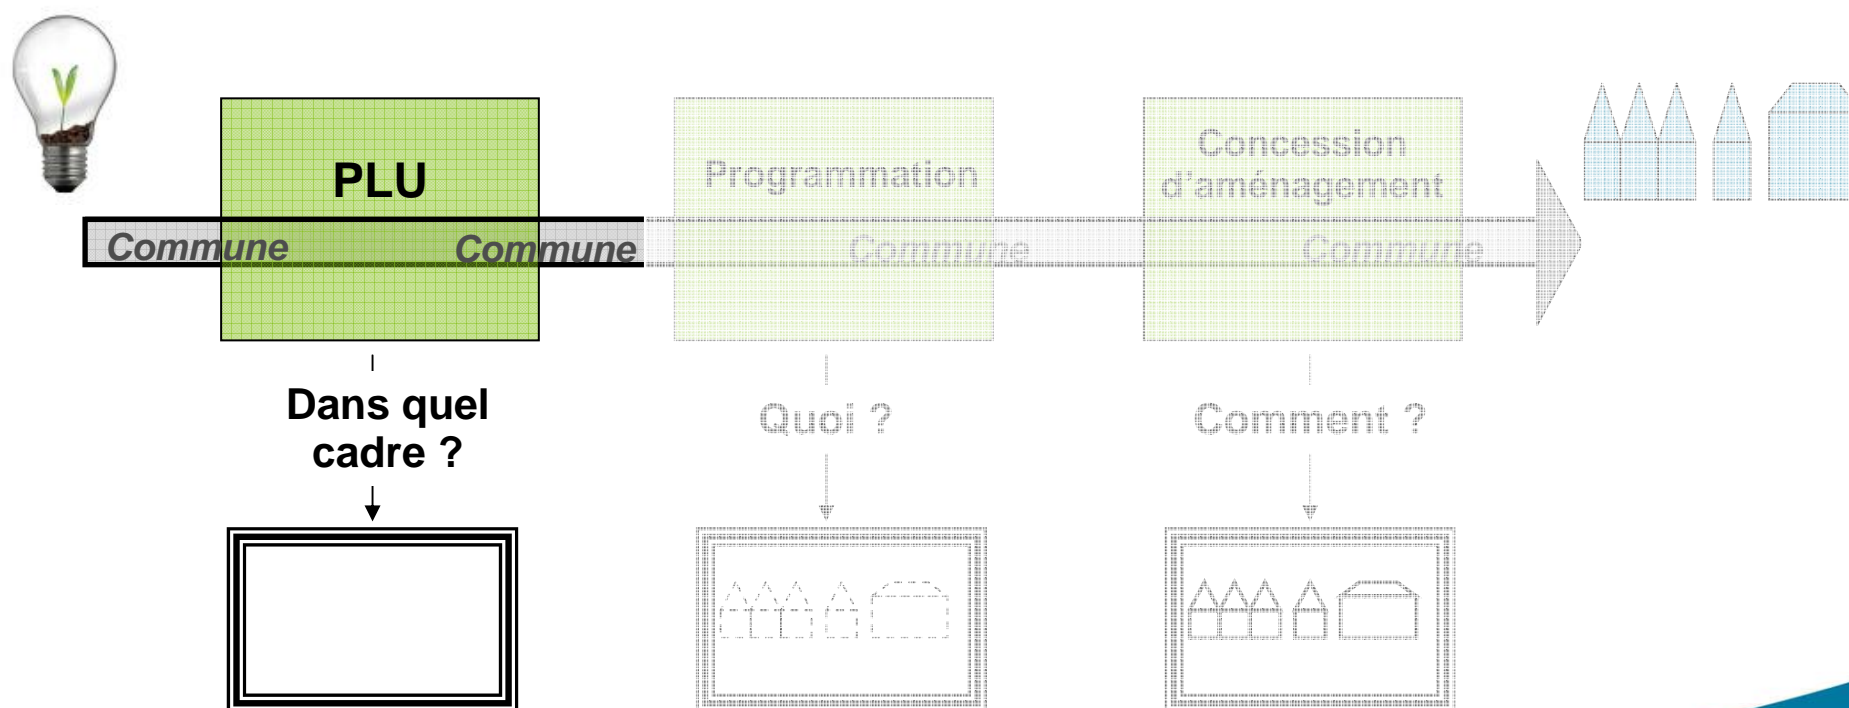 PLU
Programmation
Concession
d'aménagement
Commune
Commune
Commune
Commune
Dans quel
cadre ?
Quoi ?
Comment ?